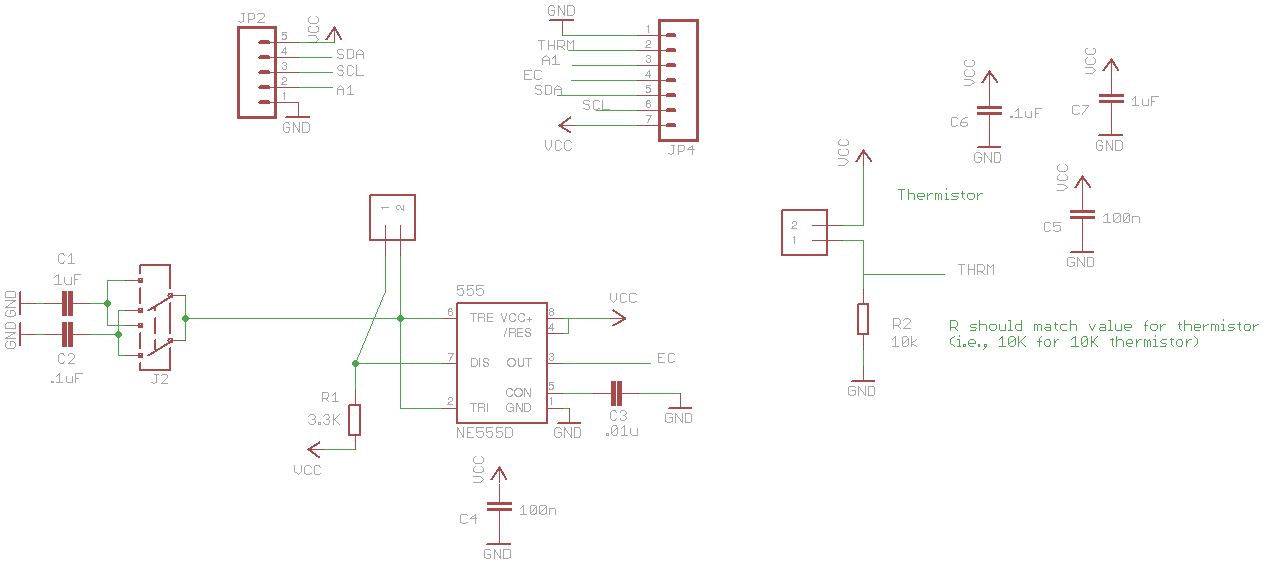 JP2
VCC
5
4
SDA
3
SCL
2
A1
1
GND
GND
1
THRM
2
A1
3
EC
4
SDA
5
SCL
6
7
VCC
JP4
VCC
.1uF
C6
GND
VCC
1uF
C7
GND
VCC
100n
C5
GND
VCC
Thermistor
2
1
THRM
R2
10k
R should match value for thermistor
(i.e., 10K for 10K thermistor)
GND
1
2
C1
1uF
GND
GND
C2
.1uF
J2
555
6
TRE
VCC+
8
VCC
/RES
4
7
DIS
OUT
3
EC
CON
5
2
TRI
GND
1
NE555D
GND
C3
.01u
GND
R1
3.3K
VCC
VCC
100n
C4
GND